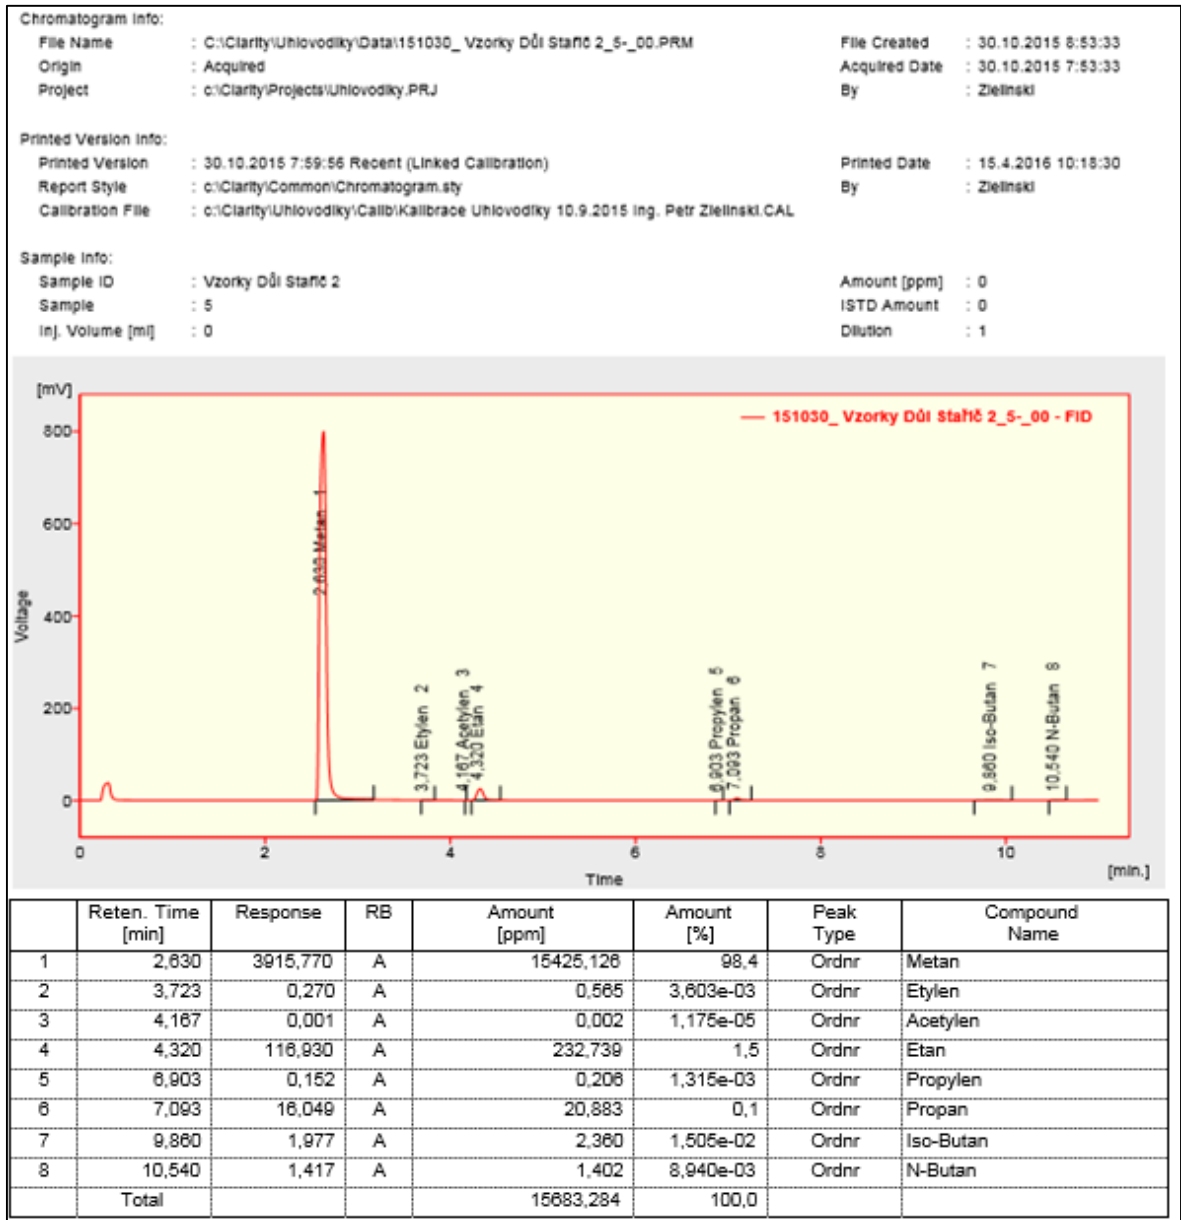 Chromatogram Info:
File Name : C:\Clarity\Uhlovodiky\Data\151030_ Vzorky Důl Staříč 2_5-_00.PRM File Created : 30.10.2015 8:53:33
Origin : Acquired Acquired Date : 30.10.2015 7:53:33
Project : c:\Clarity\Projects\Uhlovodiky.PRJ By : Zielinski
Printed Version Info:
Printed Version : 30.10.2015 7:59:56 Recent (Linked Calibration) Printed Date : 15.4.2016 10:18:30
Report Style : c:\Clarity\Common\Chromatogram.sty By : Zielinski
Calibration File : c:\Clarity\Uhlovodiky\Calib\Kalibrace Uhlovodiky 10.9.2015 Ing. Petr Zielinski.CAL
Sample Info:
Sample ID : Vzorky Důl Staříč 2 Amount [ppm] : 0
Sample : 5 ISTD Amount : 0
Inj. Volume [ml] : 0 Dilution : 1
[mV]
151030_ Vzorky Důl Staříč 2_5-_00 - FID
800
600
400
200
0
Voltage
2,630 Metan 1
3,723 Etylen 2
4,167 Acetylen 3
4,320 Etan 4
6,903 Propylen 5
7,093 Propan 6
9,860 Iso-Butan 7
10,540 N-Butan 8
0 2 4 6 8 10
Time [min.]
Reten. Time [min] Response RB Amount [ppm] Amount [%] Peak Type Compound Name
1 2,630 3915,770 A 15425,126 98,4 Ordnr Metan
2 3,723 0,270 A 0,565 3,603e-03 Ordnr Etylen
3 4,167 0,001 A 0,002 1,175e-05 Ordnr Acetylen
4 4,320 116,930 A 232,739 1,5 Ordnr Etan
5 6,903 0,152 A 0,206 1,315e-03 Ordnr Propylen
6 7,093 16,049 A 20,883 0,1 Ordnr Propan
7 9,860 1,977 A 2,360 1,505e-02 Ordnr Iso-Butan
8 10,540 1,417 A 1,402 8,940e-03 Ordnr N-Butan
Total 15683,284 100,0